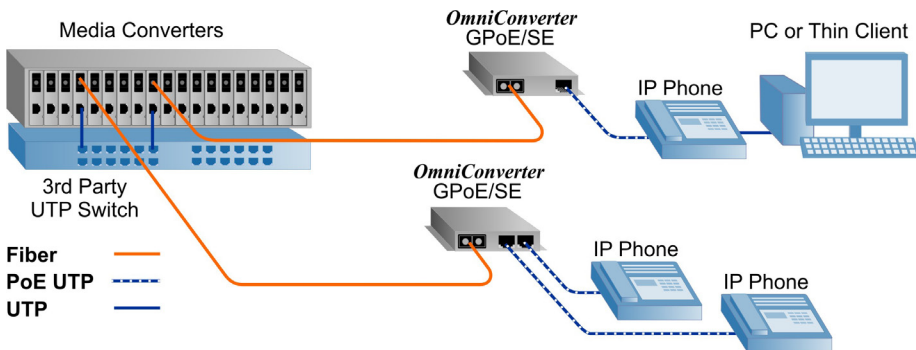 Media Converters
OmniConverter
GPoE/SE
PC or Thin Client
IP Phone
3rd Party
UTP Switch
OmniConverter
GPoE/SE
IP Phone
IP Phone
Fiber
PoE UTP
UTP